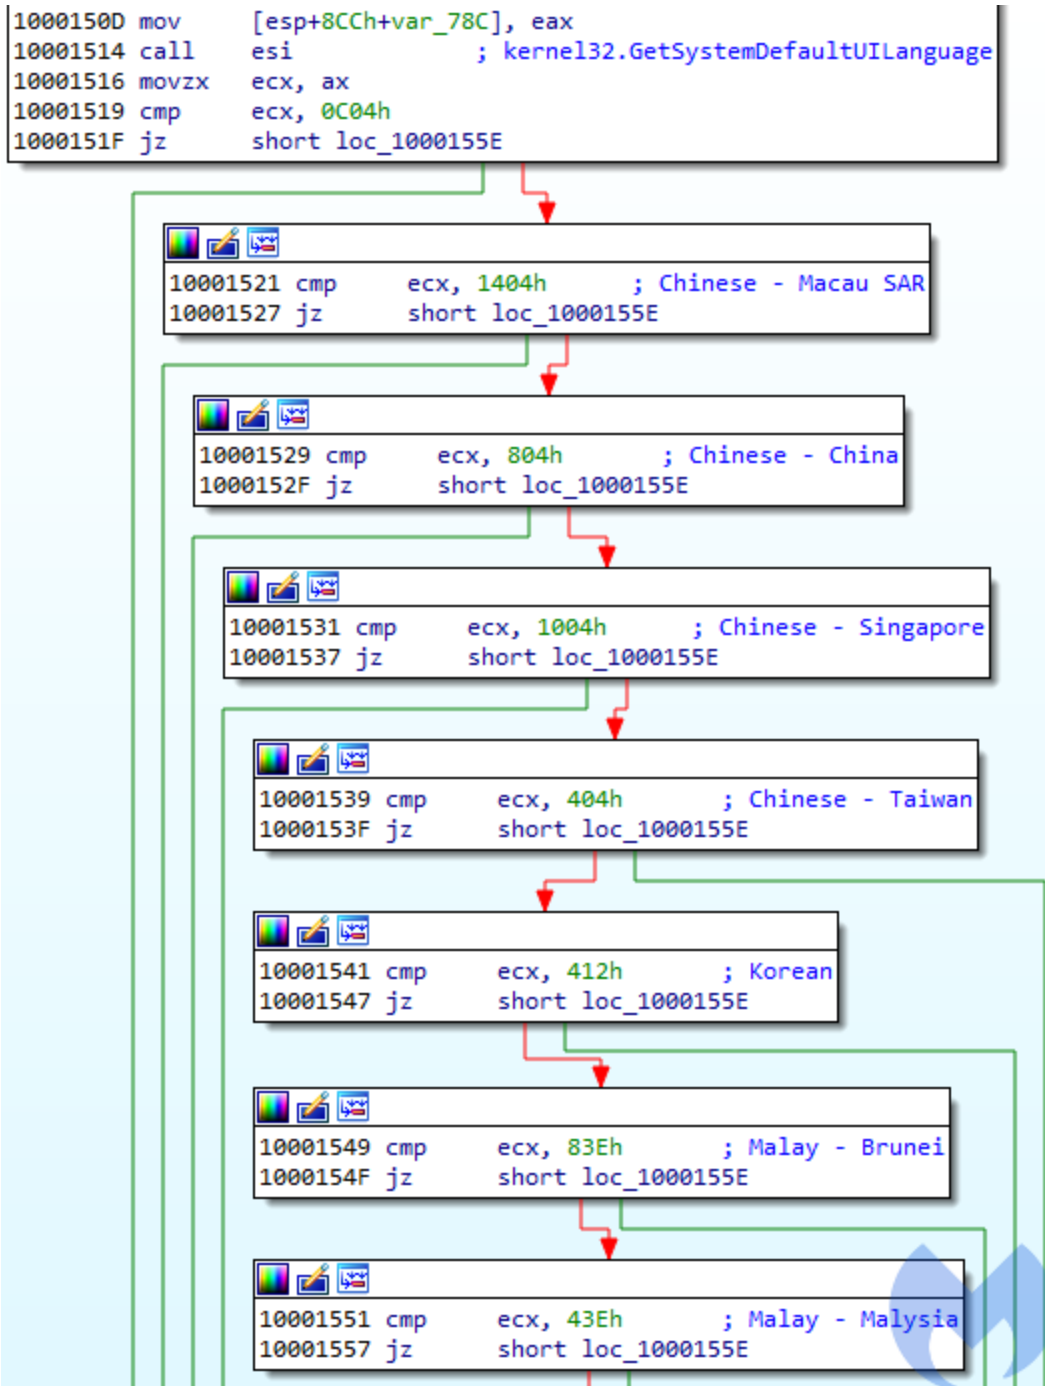 1000150D mov [esp+8CCh+var_78C], eax
10001514 call esi ; kernel32.GetSystemDefaultUILanguage
10001516 movzx ecx, ax
10001519 cmp ecx, 0C04h
1000151F jz short loc_1000155E
10001521 cmp ecx, 1404h ; Chinese - Macau SAR
10001527 jz short loc_1000155E
10001529 cmp ecx, 804h ; Chinese - China
1000152F jz short loc_1000155E
10001531 cmp ecx, 1004h ; Chinese - Singapore
10001537 jz short loc_1000155E
10001539 cmp ecx, 404h ; Chinese - Taiwan
1000153F jz short loc_1000155E
10001541 cmp ecx, 412h ; Korean
10001547 jz short loc_1000155E
10001549 cmp ecx, 83Eh ; Malay - Brunei
1000154F jz short loc_1000155E
10001551 cmp ecx, 43Eh ; Malay - Malysia
10001557 jz short loc_1000155E